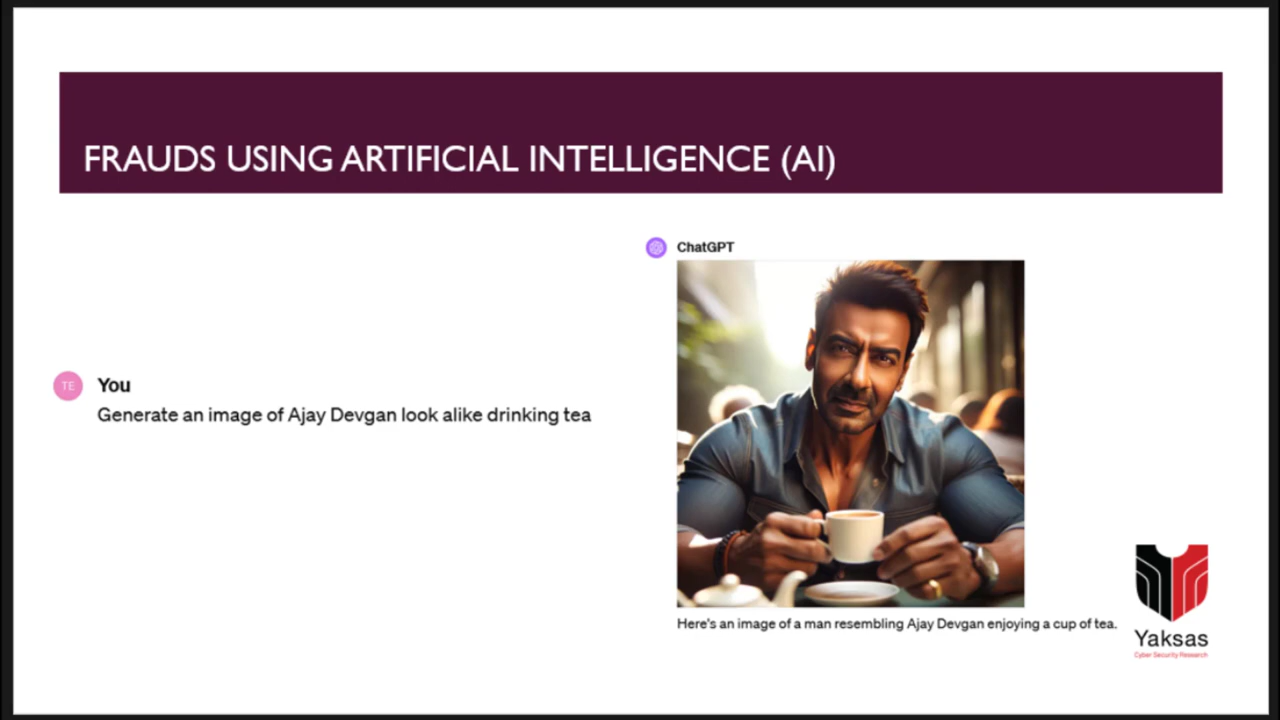 FRAUDS USING ARTIFICIAL INTELLIGENCE (AI)
TE
You
Generate an image of Ajay Devgan look alike drinking tea
ChatGPT
Here's an image of a man resembling Ajay Devgan enjoying a cup of tea.
Yaksas
Cyber Security Research